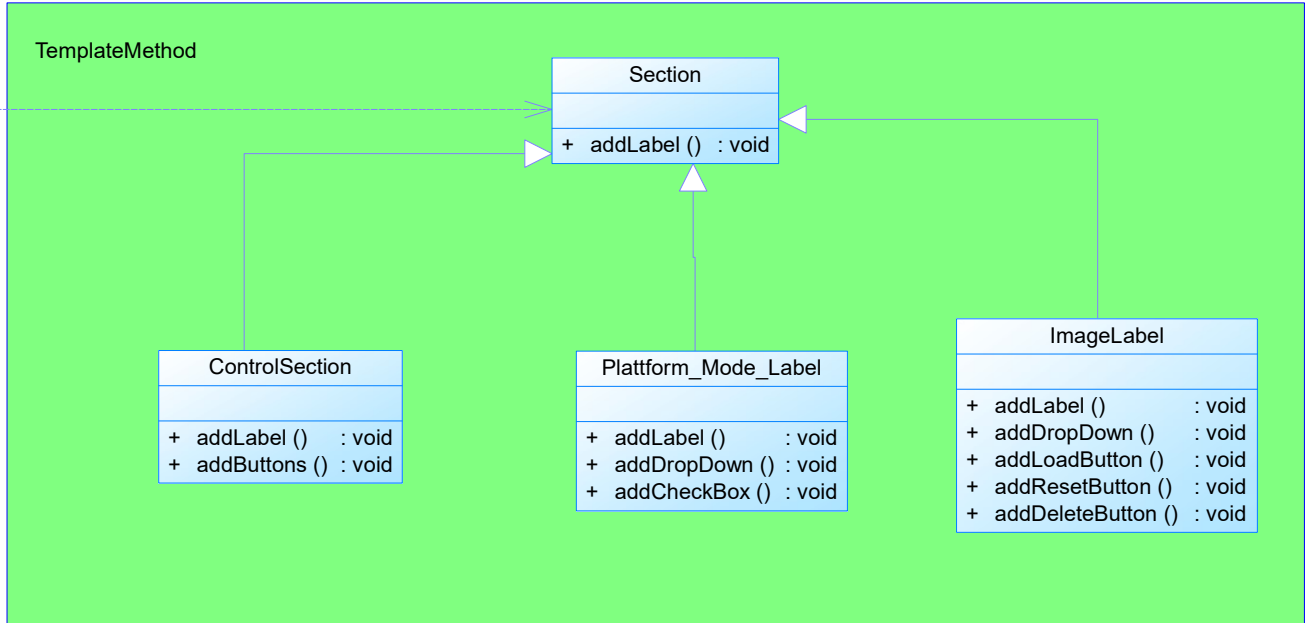 TemplateMethod
Section
+ addLabel () : void
ControlSection
+ addLabel () : void
+ addButtons () : void
Plattform_Mode_Label
+ addLabel () : void
+ addDropDown () : void
+ addCheckBox () : void
ImageLabel
+ addLabel () : void
+ addDropDown () : void
+ addLoadButton () : void
+ addResetButton () : void
+ addDeleteButton () : void